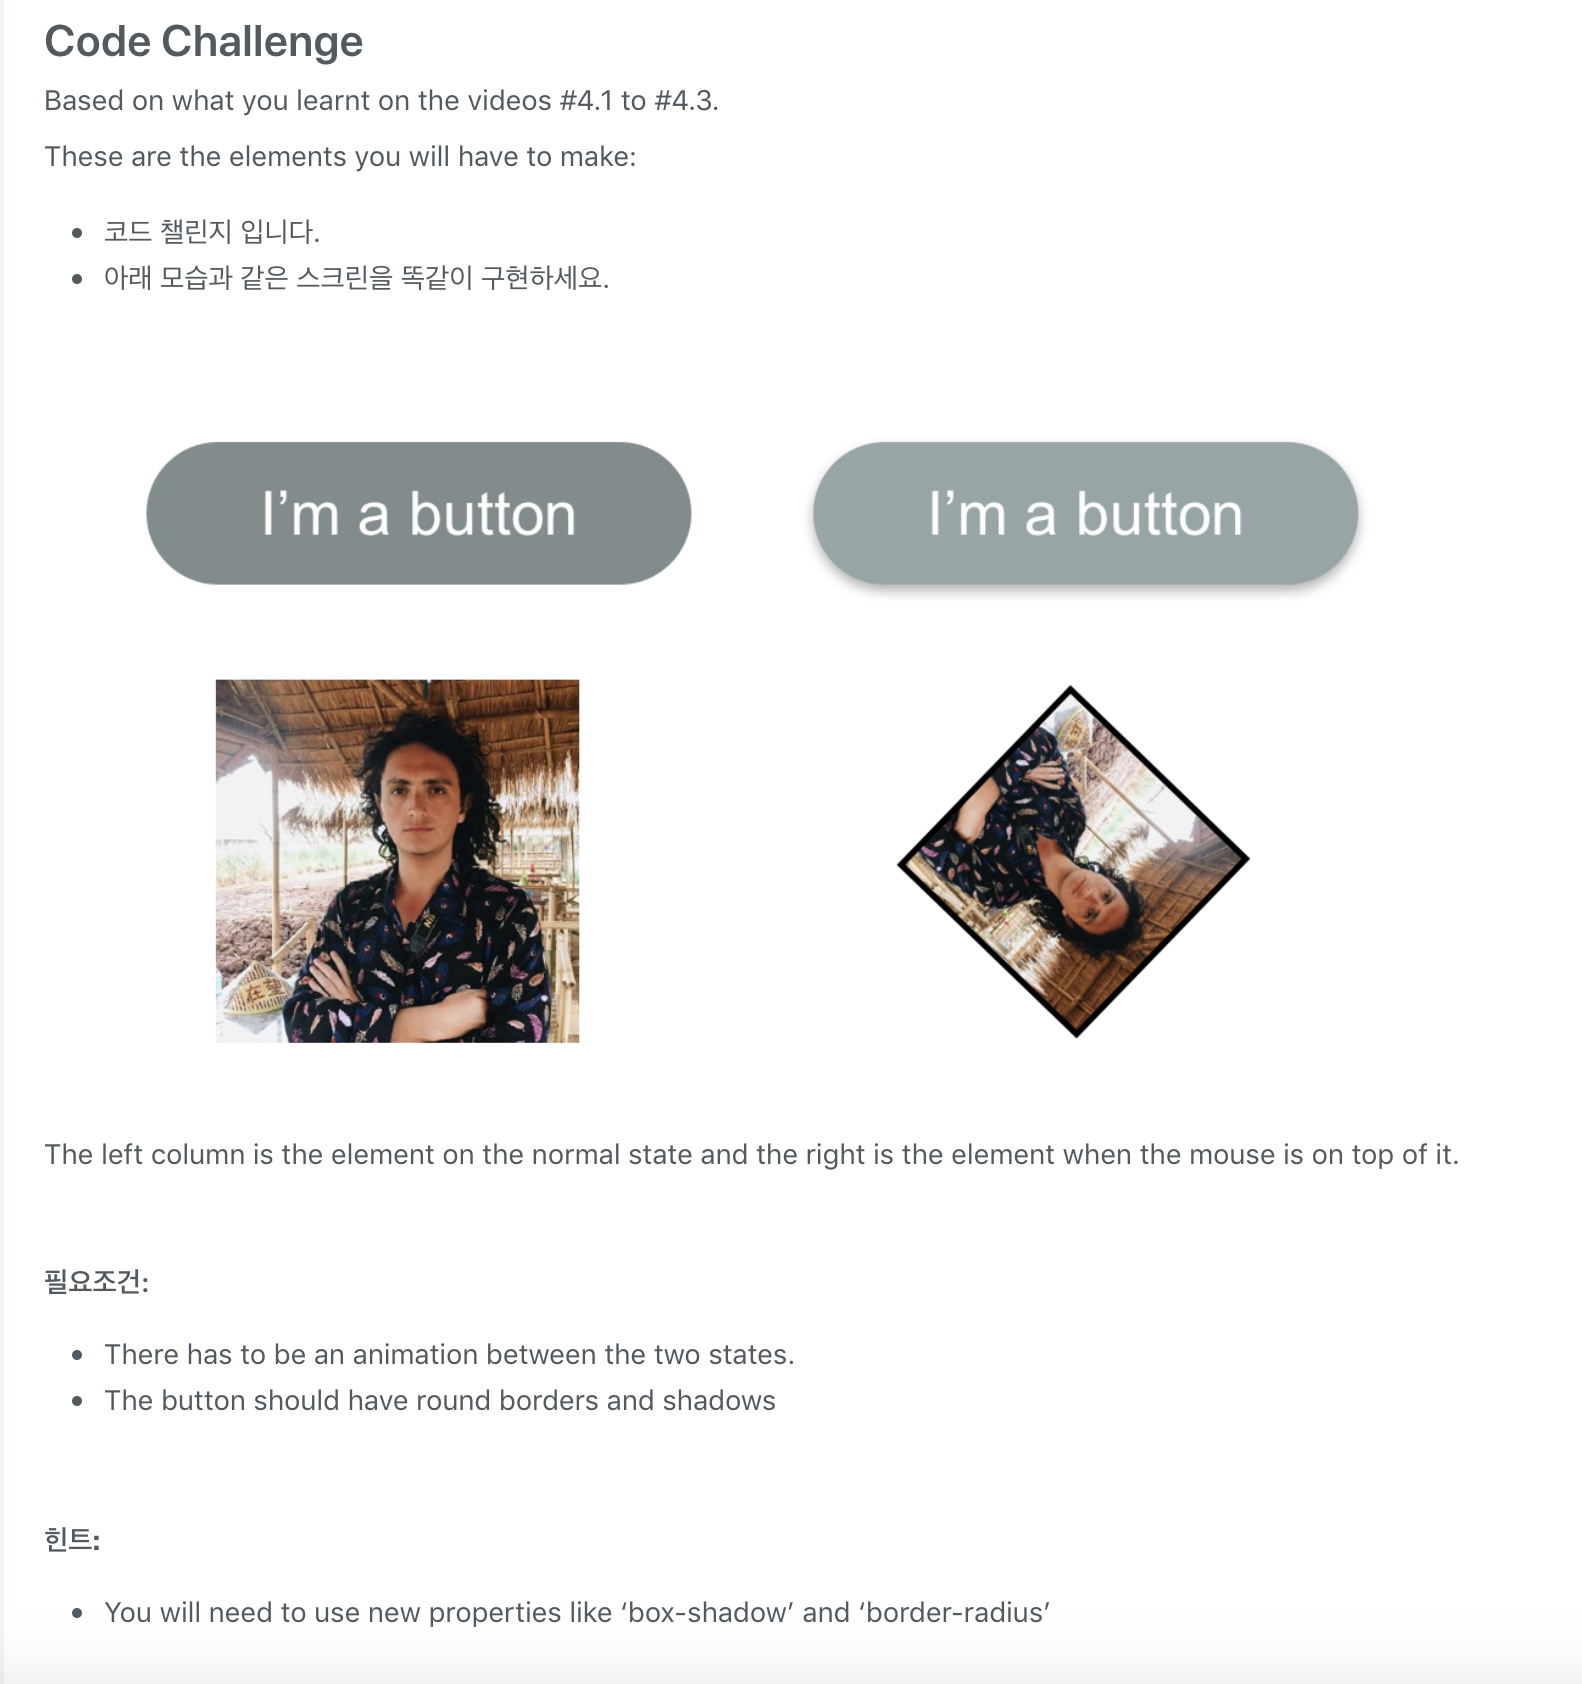 Code Challenge
Based on what you learnt on the videos #4.1 to #4.3.
These are the elements you will have to make:
코드 챌린지 입니다.
아래 모습과 같은 스크린을 똑같이 구현하세요.
I’m a button
I’m a button
在望
The left column is the element on the normal state and the right is the element when the mouse is on top of it.
필요조건:
There has to be an animation between the two states.
The button should have round borders and shadows
힌트:
You will need to use new properties like ‘box-shadow’ and ‘border-radius’